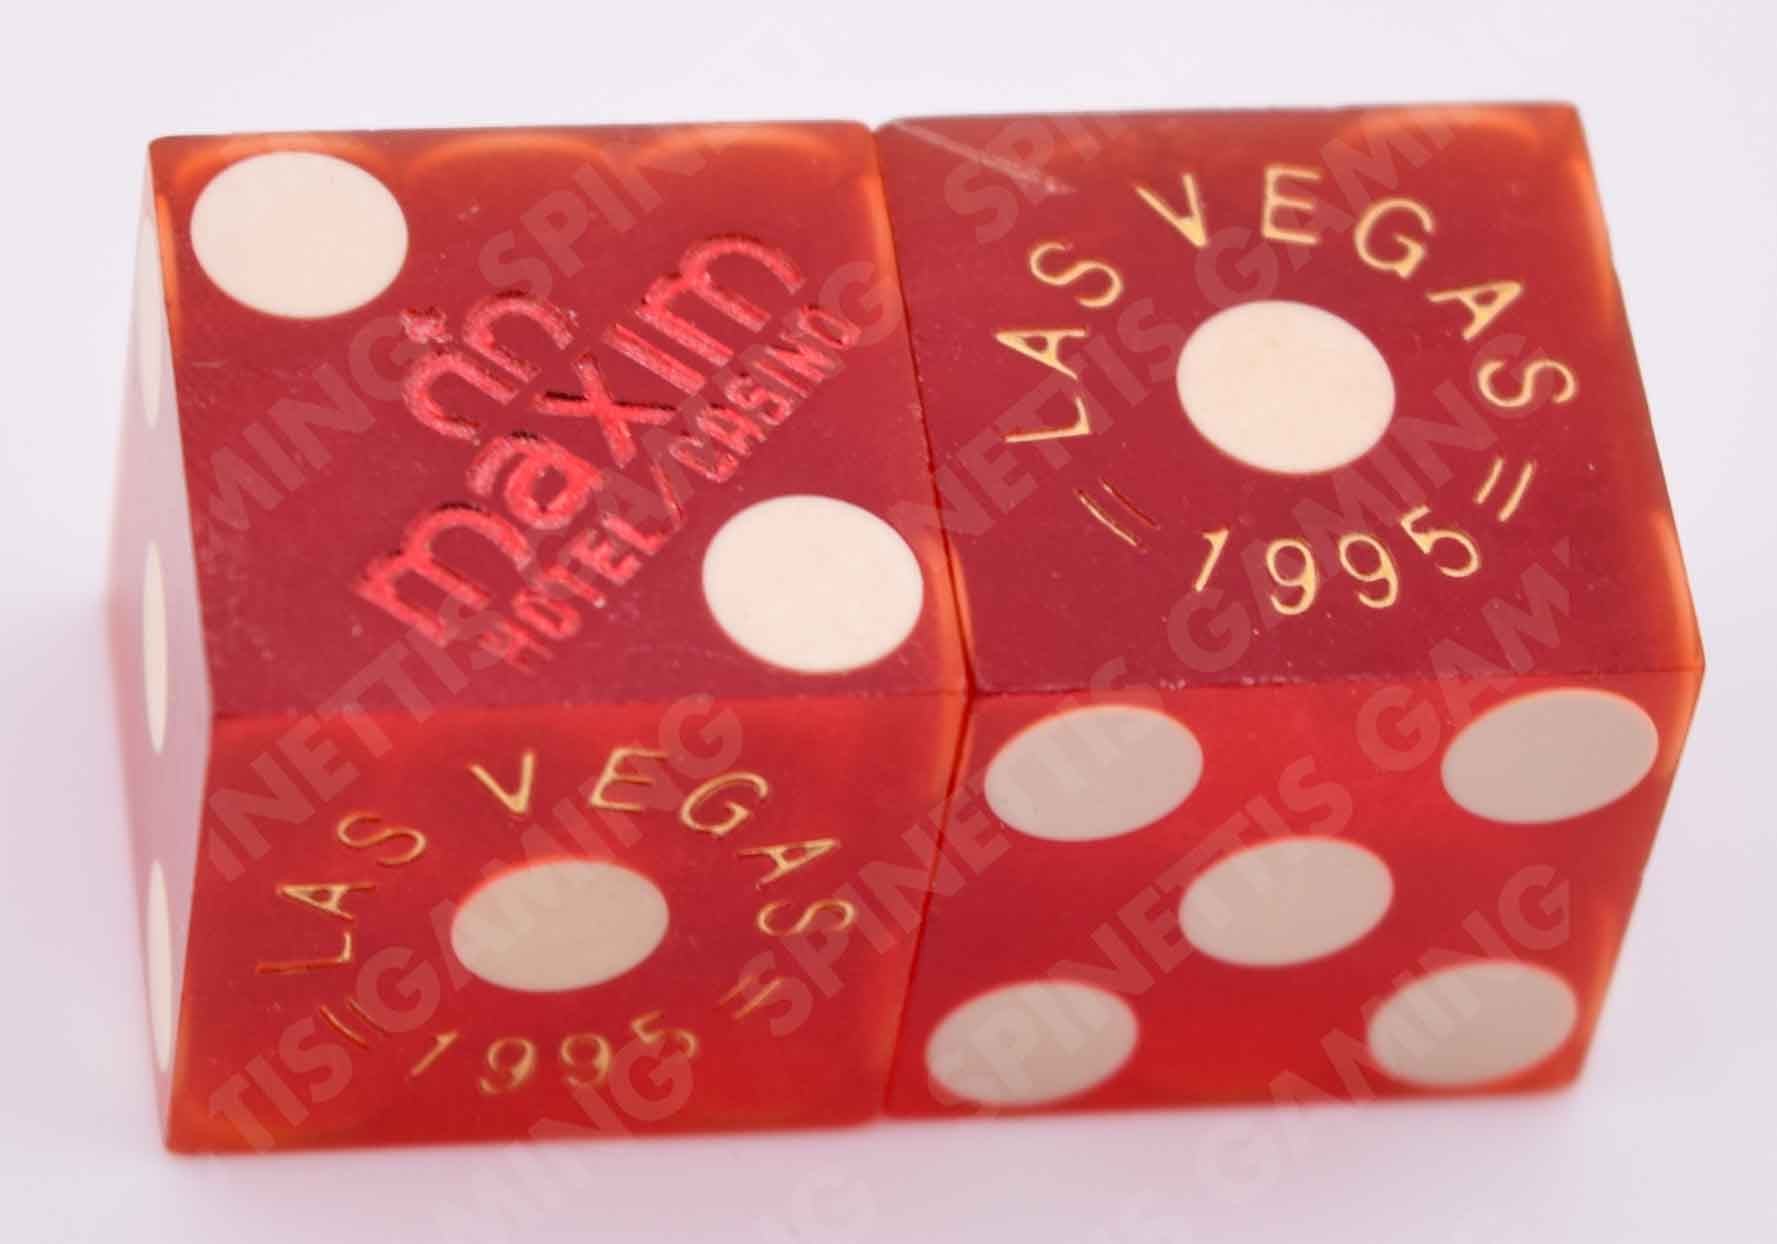 maxim
HOTEL/CASINO
LAS VEGAS
= 1995 =
LAS VEGAS
= 1995 =
SPINETTIS GAMING